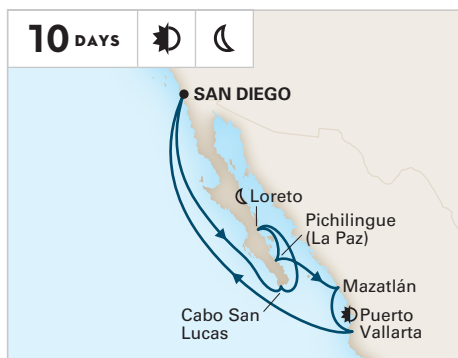 10 DAYS
SAN DIEGO
Loreto
Pichilingue
(La Paz)
Mazatlán
Cabo San
Lucas
Puerto
Vallarta